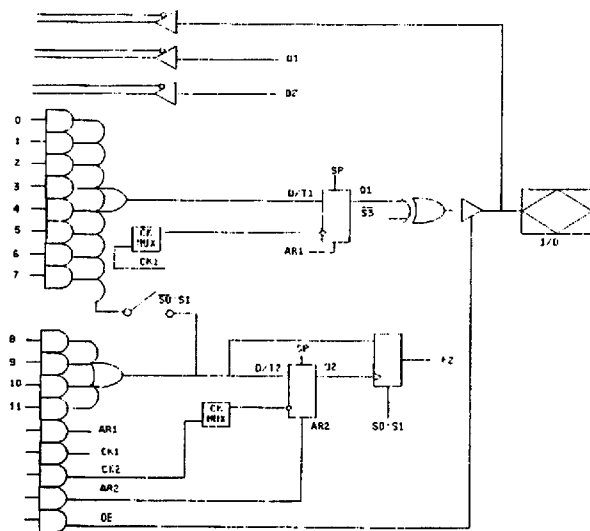 Q1
Q2
0
1
2
3
4
5
6
7
SP
D/T1
Q1
S3
CK MUX
CK1
AR1
I/O
S0·S1
8
9
10
11
SP
D/T2
Q2
F2
CK MUX
AR2
S0·S1
AR1
CK1
CK2
AR2
OE